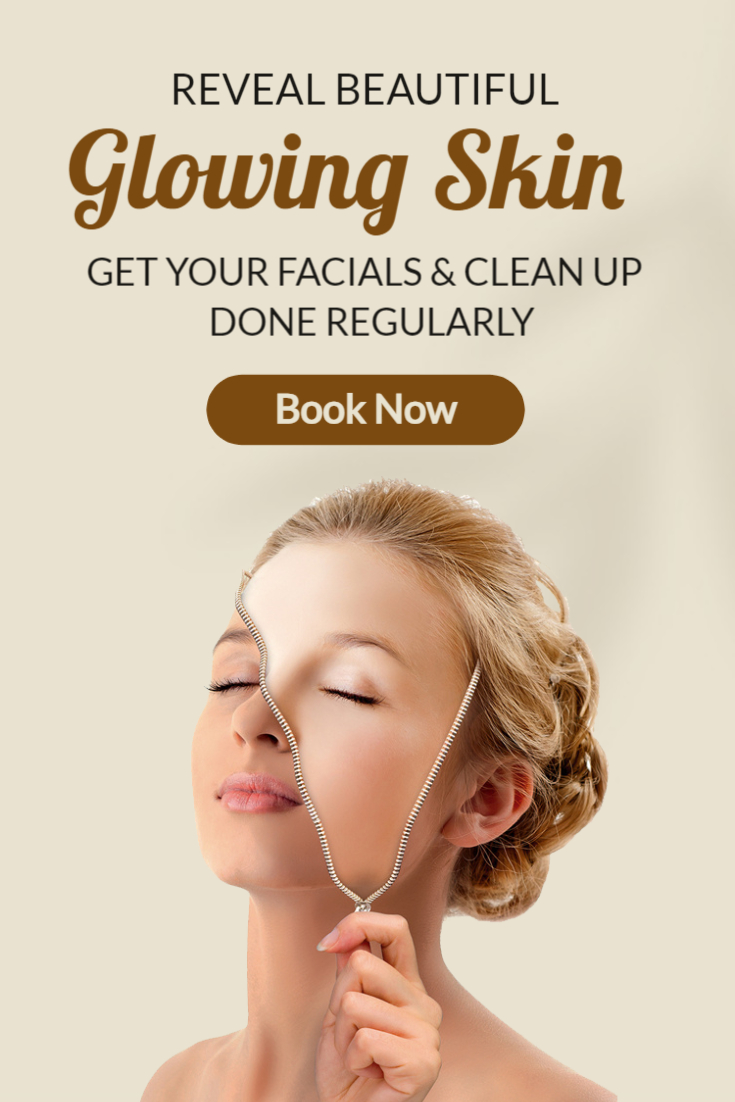 REVEAL BEAUTIFUL
Glowing Skin
GET YOUR FACIALS & CLEAN UP
DONE REGULARLY
Book Now